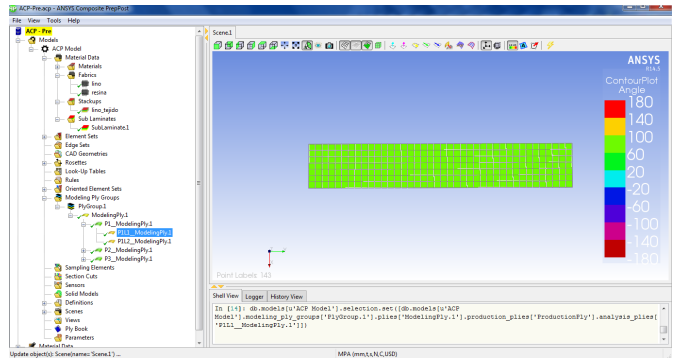 ACP-Pre.acp - ANSYS Composite PrepPost
File View Tools Help
ACP - Pre
Models
ACP Model
Material Data
Materials
Fabrics
lino
resina
Stackups
lino_tejido
Sub Laminates
SubLaminate.1
Element Sets
Edge Sets
CAD Geometries
Rosettes
Look-Up Tables
Rules
Oriented Element Sets
Modeling Ply Groups
PlyGroup.1
ModelingPly.1
P1__ModelingPly.1
P1L1__ModelingPly.1
P1L2__ModelingPly.1
P2__ModelingPly.1
P3__ModelingPly.1
Sampling Elements
Section Cuts
Sensors
Solid Models
Definitions
Scenes
Views
Ply Book
Parameters
Material Data
Scene.1
ANSYS
R14.5
ContourPlot
Angle
180
140
100
60
20
-20
-60
-100
-140
-180
Point Labels: 143
Shell View Logger History View
In [14]: db.models[u'ACP Model'].selection.set([db.models[u'ACP
Model'].modeling_ply_groups['PlyGroup.1'].plies['ModelingPly.1'].production_plies['ProductionPly'].analysis_plies[
'P1L1__ModelingPly.1']])
Update object(s): Scene(name= 'Scene.1') ...
MPA (mm,t,s,N,C,USD)